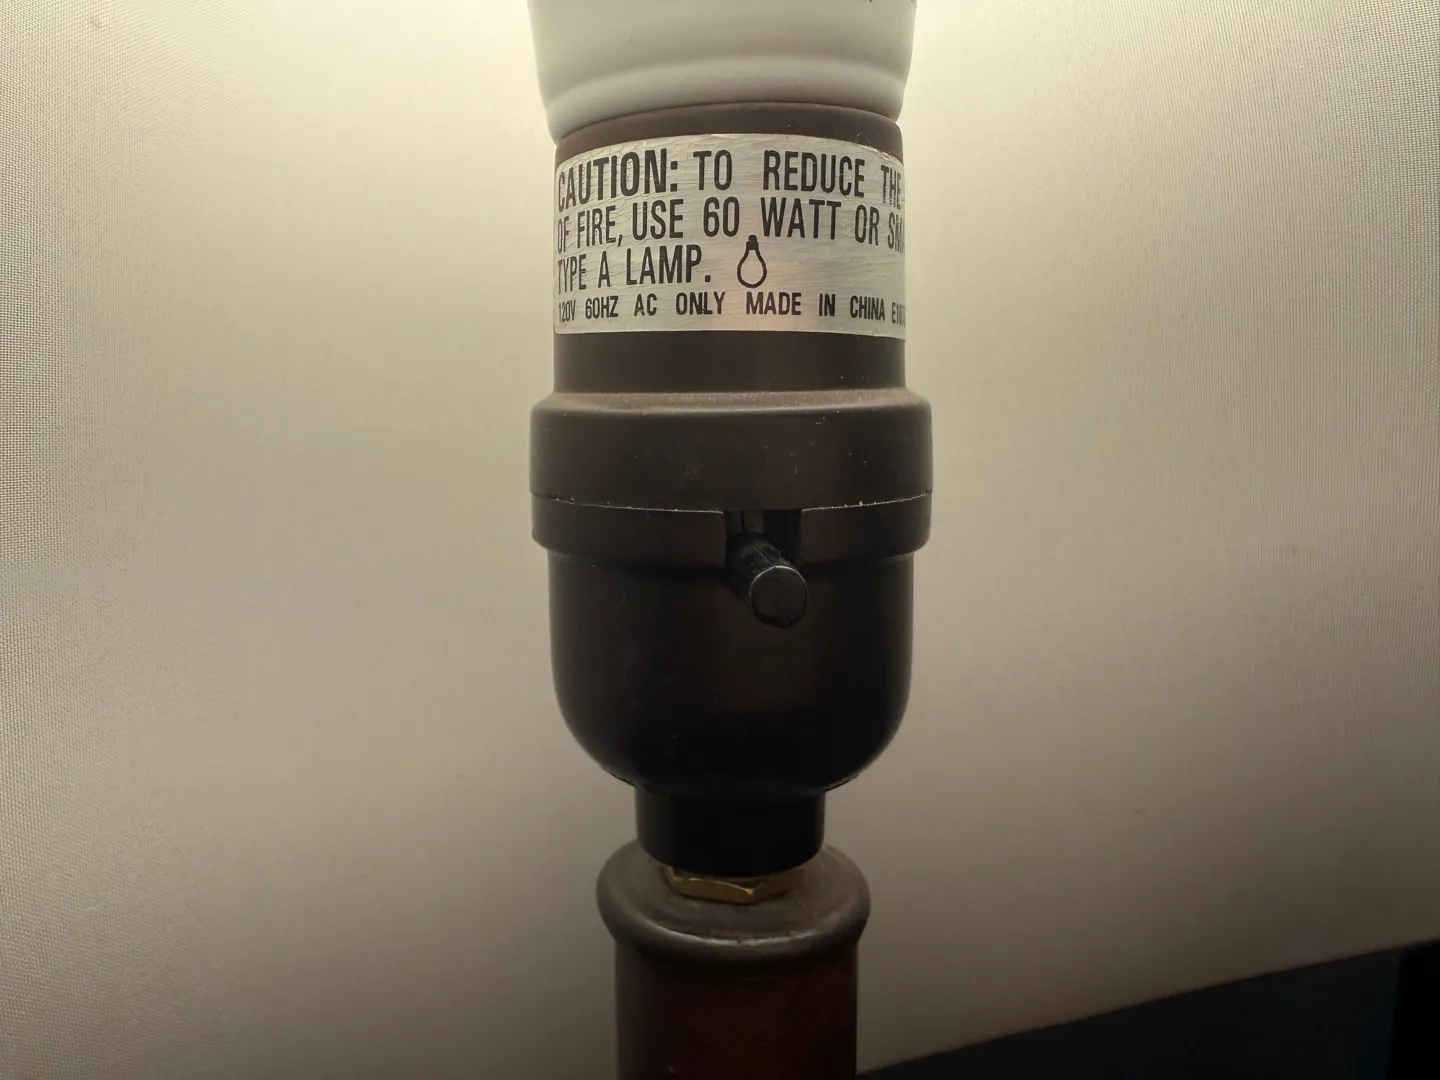 CAUTION: TO REDUCE THE
OF FIRE, USE 60 WATT OR
TYPE A LAMP.
120V 60HZ AC ONLY MADE IN CHINA